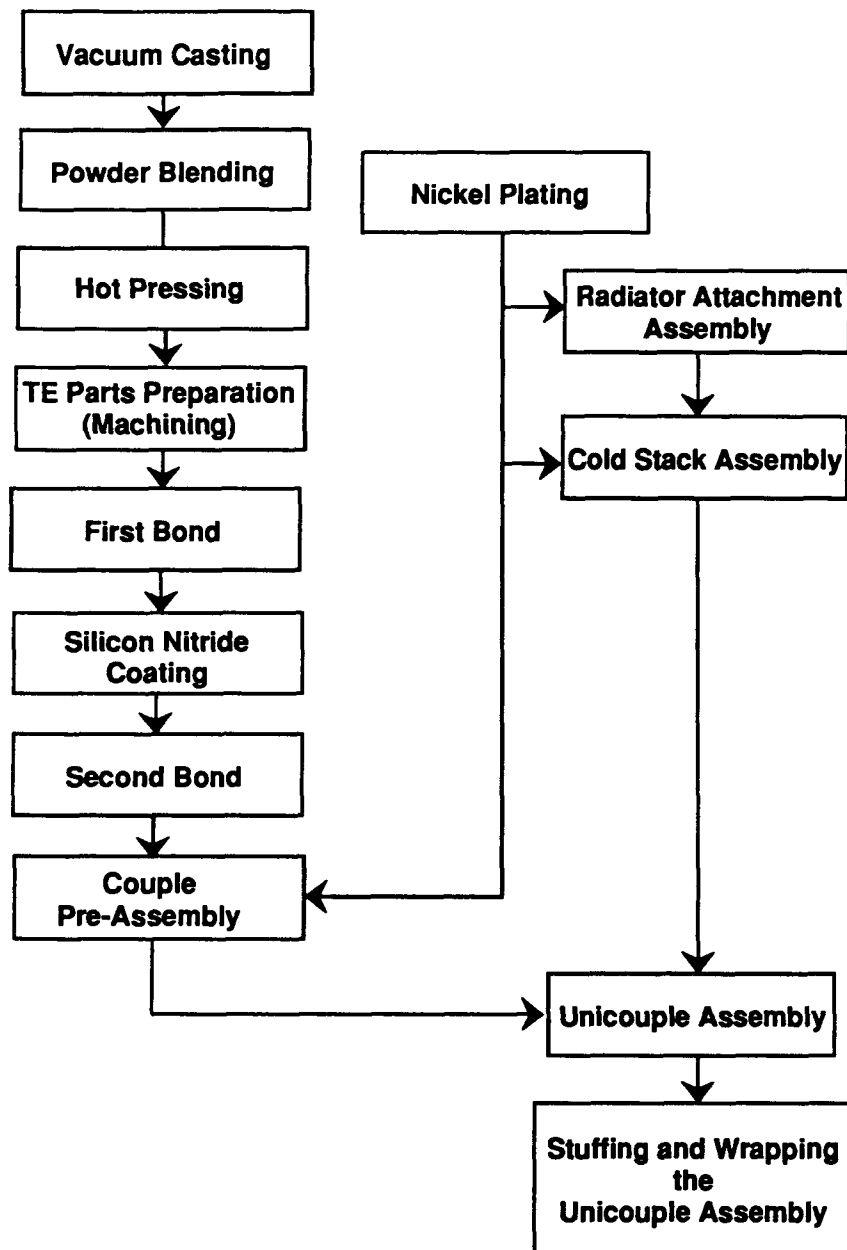 Vacuum Casting
Powder Blending
Nickel Plating
Hot Pressing
Radiator Attachment
Assembly
TE Parts Preparation
(Machining)
Cold Stack Assembly
First Bond
Silicon Nitride
Coating
Second Bond
Couple
Pre-Assembly
Unicouple Assembly
Stuffing and Wrapping
the
Unicouple Assembly